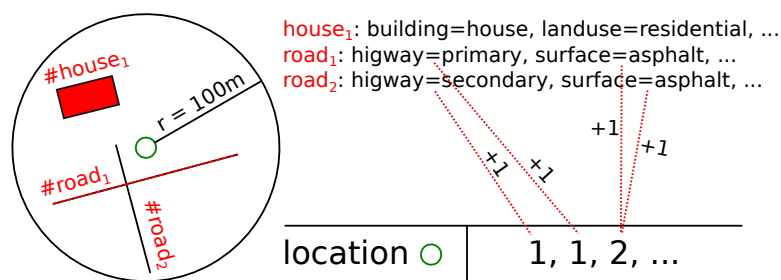 #house₁
r = 100m
#road₁
#road₂
house₁: building=house, landuse=residential, ...
road₁: higway=primary, surface=asphalt, ...
road₂: higway=secondary, surface=asphalt, ...
+1
+1
+1
+1
location
1, 1, 2, ...